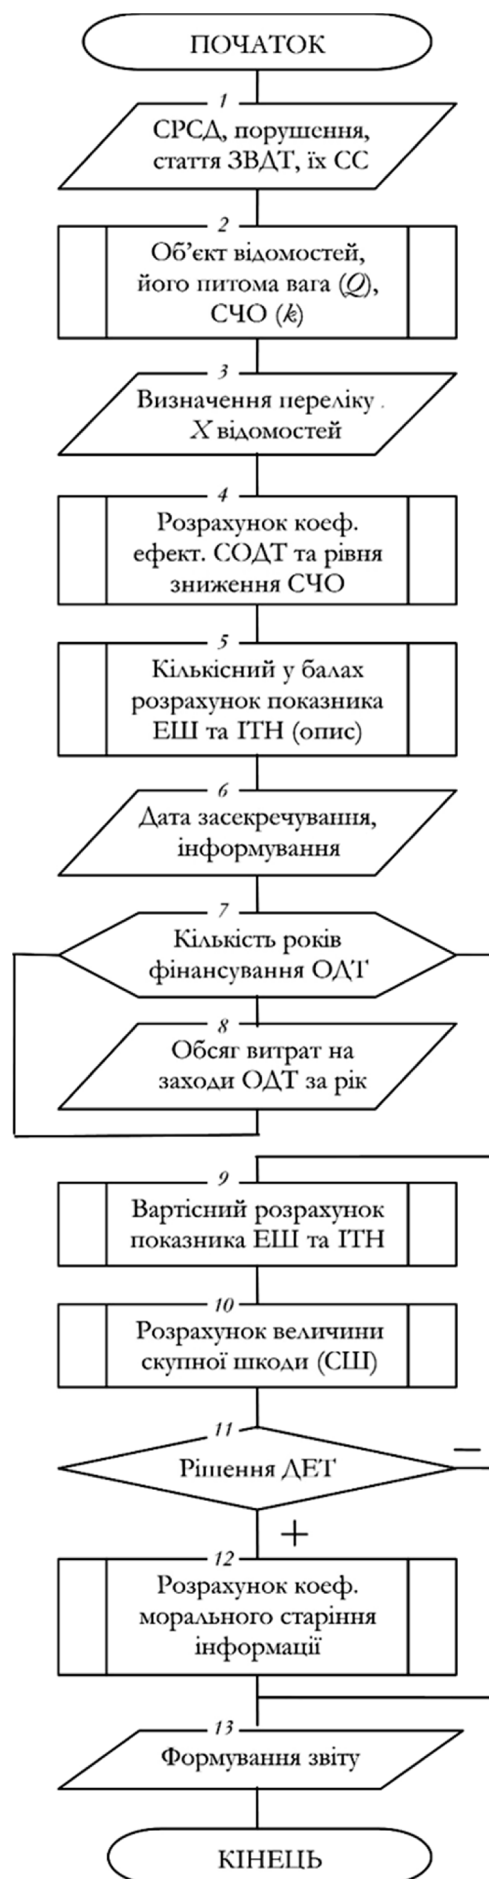 ПОЧАТОК
1
СРСД, порушення,
стаття ЗВДТ, їх СС
2
Об’єкт відомостей,
його питома вага (Q),
СЧО (k)
3
Визначення переліку
X відомостей
4
Розрахунок коеф.
ефект. СОДТ та рівня
зниження СЧО
5
Кількісний у балах
розрахунок показника
ЕШ та ІТН (опис)
6
Дата засекречування,
інформування
7
Кількість років
фінансування ОДТ
8
Обсяг витрат на
заходи ОДТ за рік
9
Вартісний розрахунок
показника ЕШ та ІТН
10
Розрахунок величини
скупної шкоди (СШ)
11
Рішення ДЕТ
—
+
12
Розрахунок коеф.
морального старіння
інформації
13
Формування звіту
КІНЕЦЬ